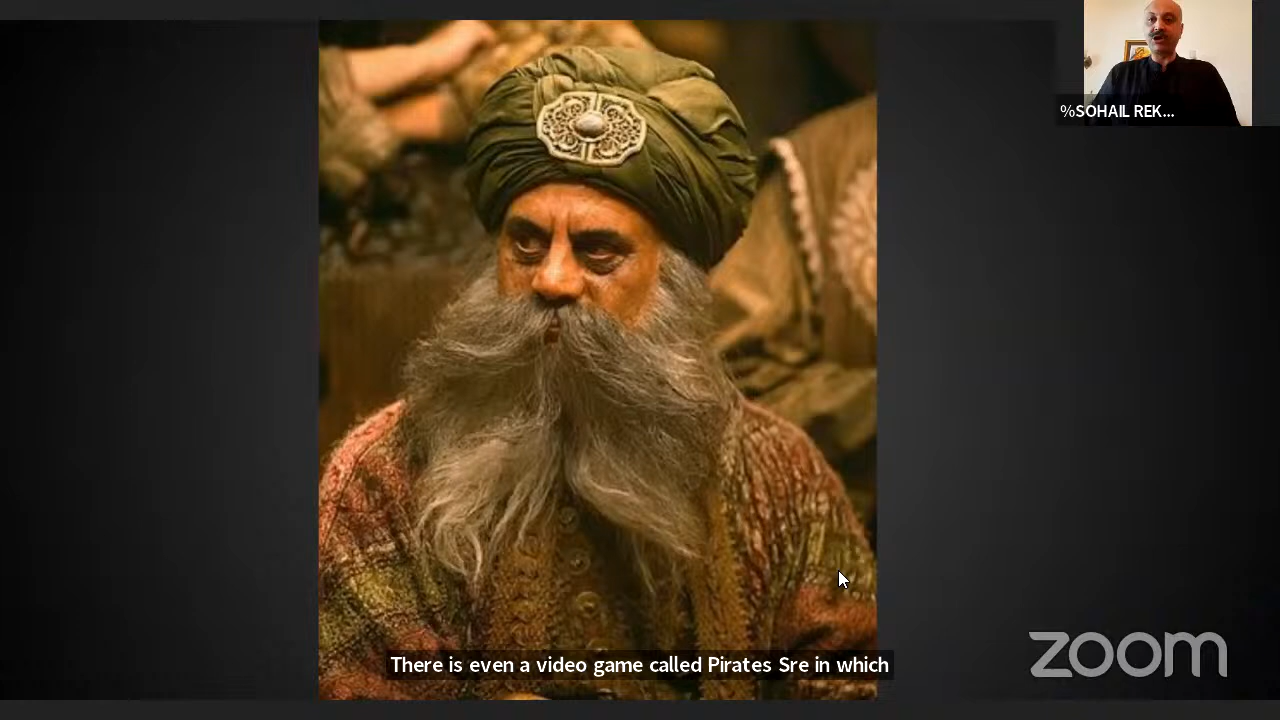 %SOHAIL REK...
There is even a video game called Pirates Sre in which
zoom